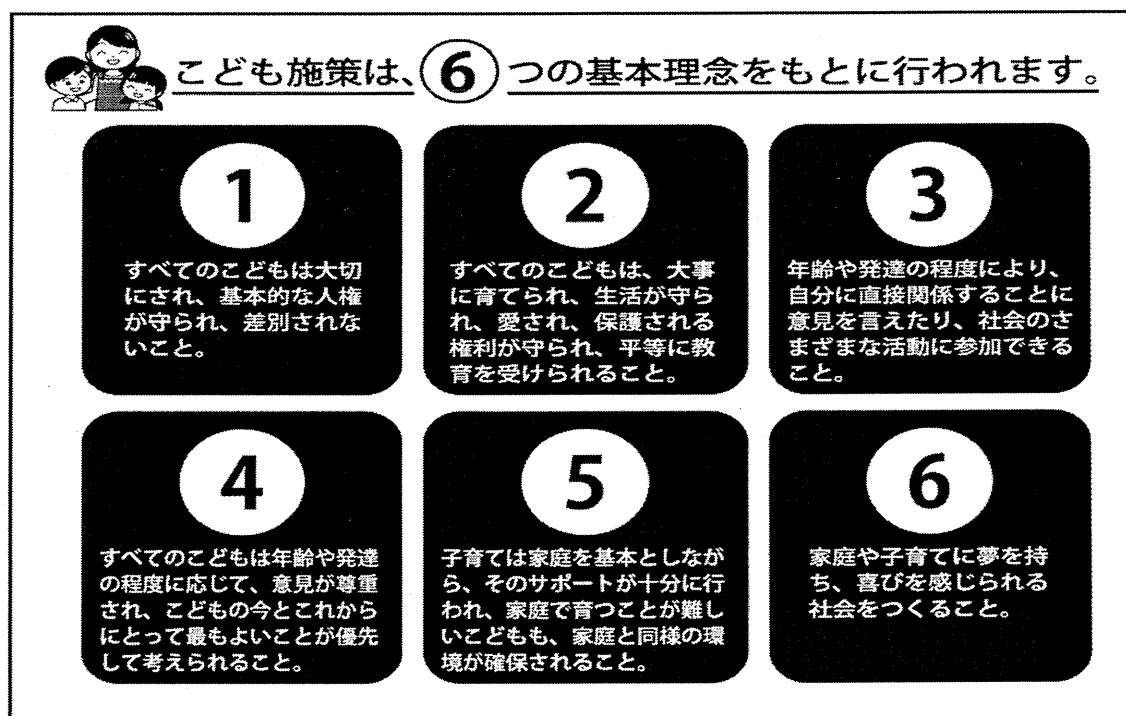 こども施策は、6つの基本理念をもとに行われます。
1
すべてのこどもは大切
にされ、基本的な人権
が守られ、差別されな
いこと。
2
すべてのこどもは、大事
に育てられ、生活が守ら
れ、愛され、保護される
権利が守られ、平等に教
育を受けられること。
3
年齢や発達の程度により、
自分に直接関係することに
意見を言えたり、社会のさ
まざまな活動に参加できる
こと。
4
すべてのこどもは年齢や発達
の程度に応じて、意見が尊重
され、こどもの今とこれから
にとって最もよいことが優先
して考えられること。
5
子育ては家庭を基本としなが
ら、そのサポートが十分に行
われ、家庭で育つことが難し
いこどもも、家庭と同様の環
境が確保されること。
6
家庭や子育てに夢を持
ち、喜びを感じられる
社会をつくること。